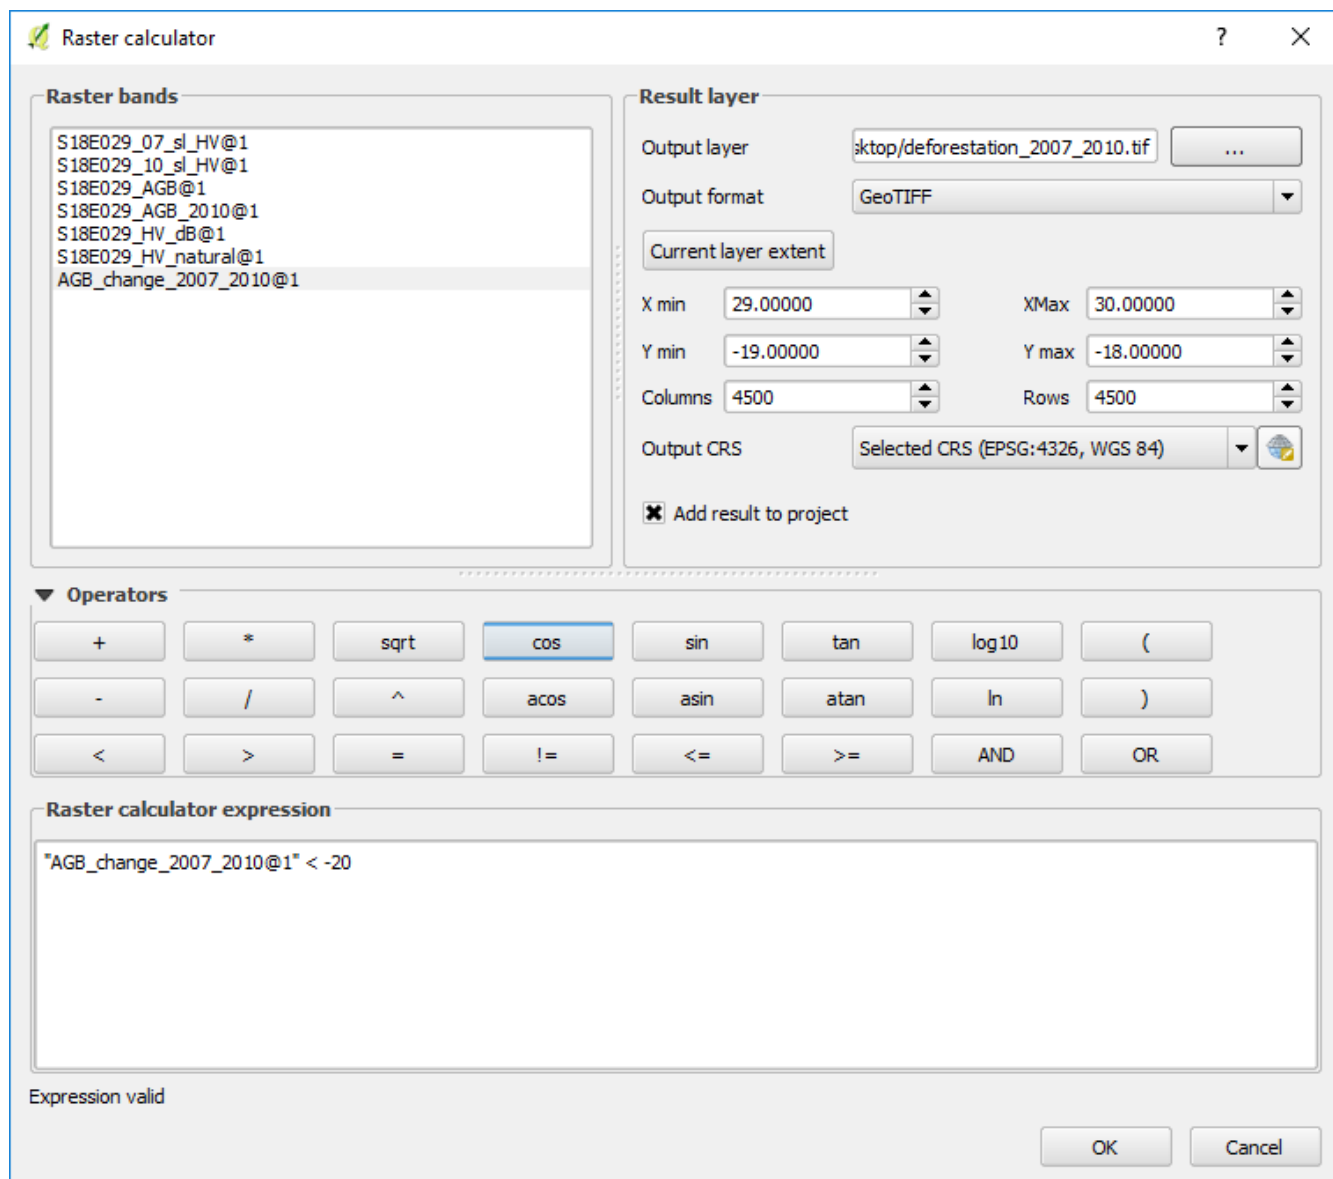 Raster calculator
?
Raster bands
S18E029_07_sl_HV@1
S18E029_10_sl_HV@1
S18E029_AGB@1
S18E029_AGB_2010@1
S18E029_HV_dB@1
S18E029_HV_natural@1
AGB_change_2007_2010@1
Result layer
Output layer sktop/deforestation_2007_2010.tif ...
Output format GeoTIFF
Current layer extent
X min 29.00000 XMax 30.00000
Y min -19.00000 Y max -18.00000
Columns 4500 Rows 4500
Output CRS Selected CRS (EPSG:4326, WGS 84)
Add result to project
Operators
+ * sqrt cos sin tan log10 (
- / ^ acos asin atan ln )
< > = != <= >= AND OR
Raster calculator expression
"AGB_change_2007_2010@1" < -20
Expression valid
OK Cancel